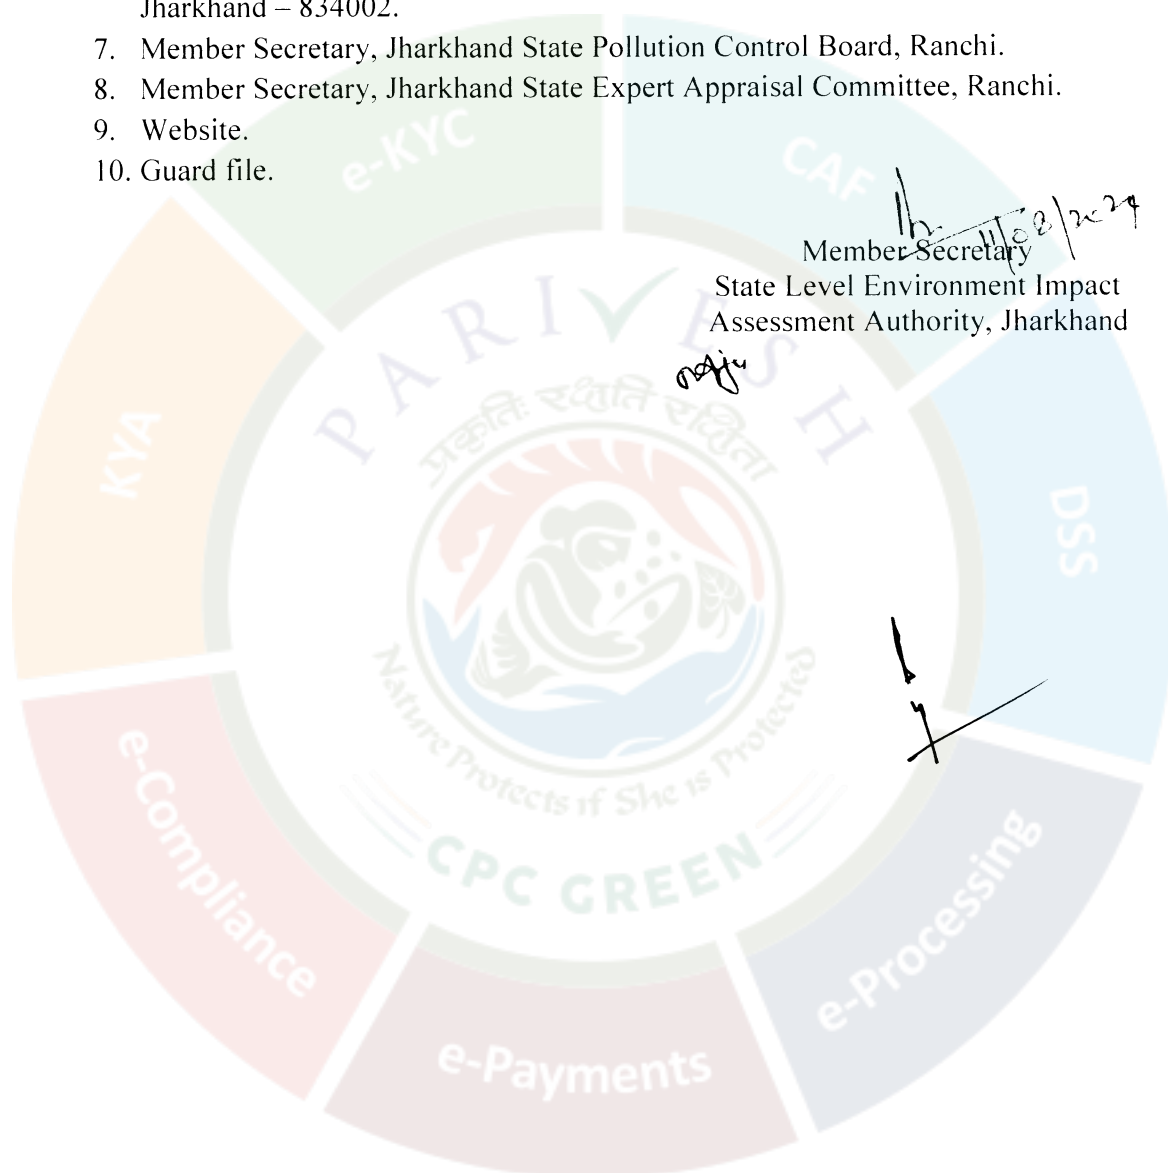 Jharkhand – 834002.
7. Member Secretary, Jharkhand State Pollution Control Board, Ranchi.
8. Member Secretary, Jharkhand State Expert Appraisal Committee, Ranchi.
9. Website.
10. Guard file.
Member Secretary
State Level Environment Impact
Assessment Authority, Jharkhand
e-KYC
CAF
KYA
DSS
PARIVESH
प्रकृतिः रक्षति रक्षिता
Nature Protects if She is Protected
CPC GREEN
e-Compliance
e-Processing
e-Payments